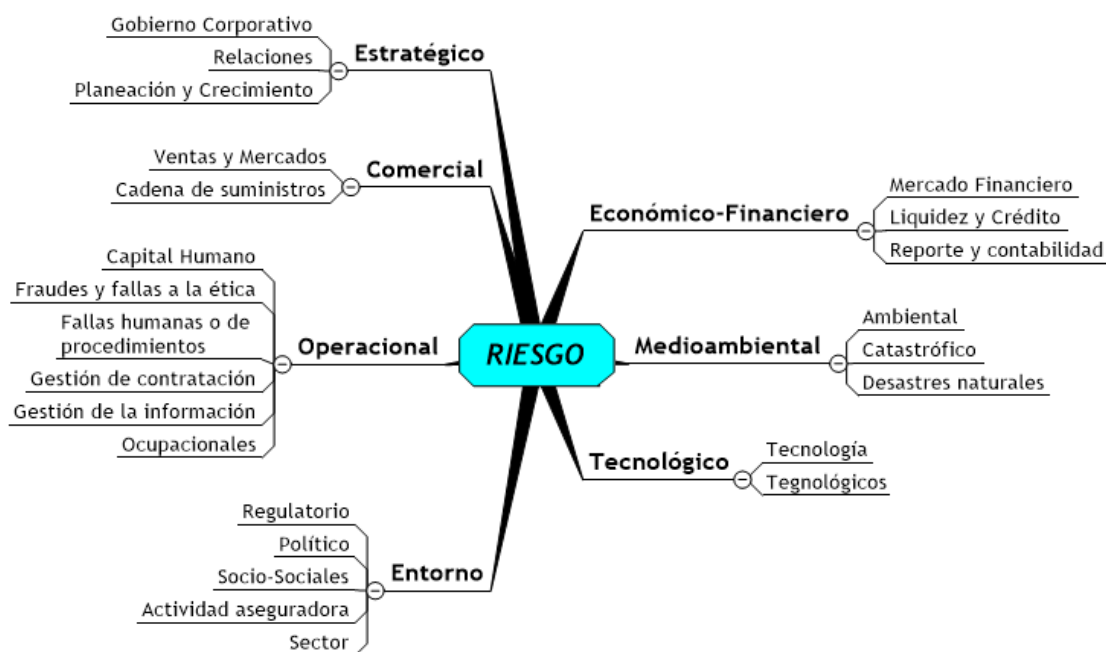 Gobierno Corporativo
Relaciones
Planeación y Crecimiento
Estratégico
Ventas y Mercados
Cadena de suministros
Comercial
Capital Humano
Fraudes y fallas a la ética
Fallas humanas o de
procedimientos
Gestión de contratación
Gestión de la información
Ocupacionales
Operacional
Regulatorio
Político
Socio-Sociales
Actividad aseguradora
Sector
Entorno
RIESGO
Económico-Financiero
Mercado Financiero
Liquidez y Crédito
Reporte y contabilidad
Medioambiental
Ambiental
Catastrófico
Desastres naturales
Tecnológico
Tecnología
Tegnológicos